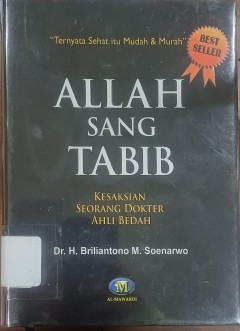 "Ternyata Sehat itu Mudah & Murah"
BEST
SELLER
ALLAH
SANG
TABIB
KESAKSIAN
SEORANG DOKTER
AHLI BEDAH
Dr. H. Briliantono M. Soenarwo
M
AL-MAWARDI